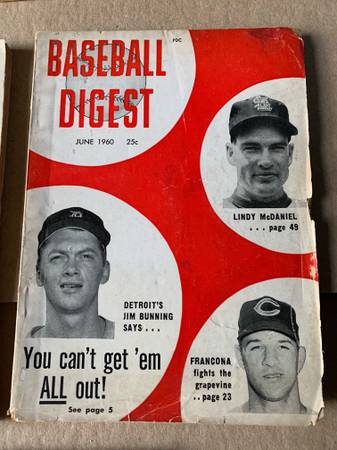 BASEBALL
PDC
DIGEST
JUNE 1960 25c
LINDY McDANIEL
... page 49
DETROIT'S
JIM BUNNING
SAYS ...
You can't get 'em
ALL out!
See page 5
FRANCONA
fights the
grapevine
.. page 23